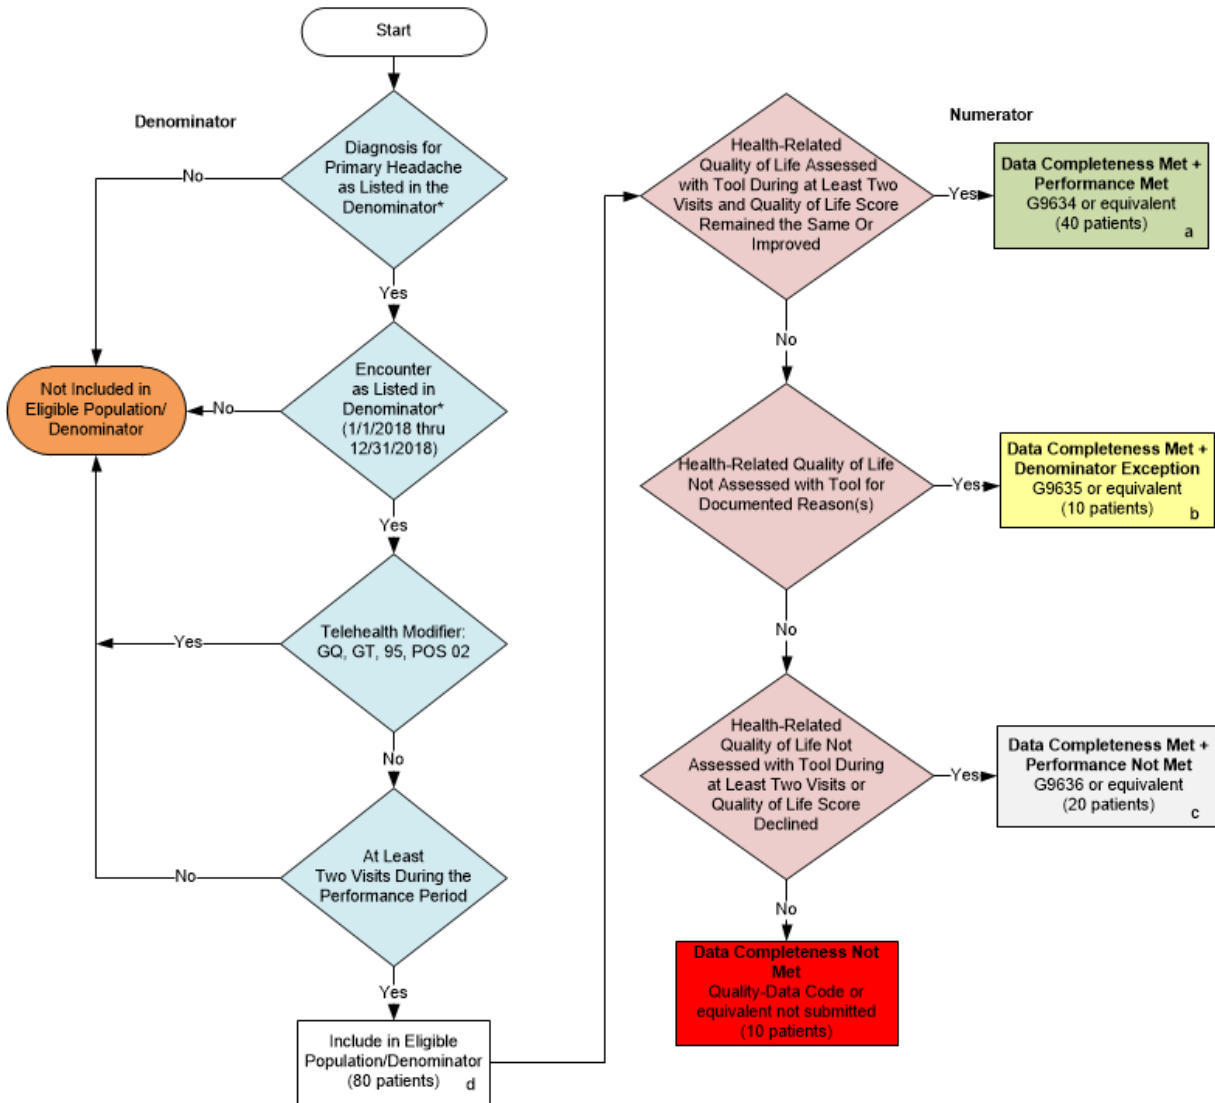 Start
Denominator
Diagnosis for
Primary Headache
as Listed in the
Denominator*
No
Yes
Not Included in
Eligible Population/
Denominator
No
Encounter
as Listed in
Denominator*
(1/1/2018 thru
12/31/2018)
Yes
Telehealth Modifier:
GQ, GT, 95, POS 02
Yes
No
At Least
Two Visits During the
Performance Period
No
Yes
Include in Eligible
Population/Denominator
(80 patients)
d
Numerator
Health-Related
Quality of Life Assessed
with Tool During at Least Two
Visits and Quality of Life Score
Remained the Same Or
Improved
Yes
Data Completeness Met +
Performance Met
G9634 or equivalent
(40 patients)
a
No
Health-Related Quality of Life
Not Assessed with Tool for
Documented Reason(s)
Yes
Data Completeness Met +
Denominator Exception
G9635 or equivalent
(10 patients)
b
No
Health-Related
Quality of Life Not
Assessed with Tool During
at Least Two Visits or
Quality of Life Score
Declined
Yes
Data Completeness Met +
Performance Not Met
G9636 or equivalent
(20 patients)
c
No
Data Completeness Not
Met
Quality-Data Code or
equivalent not submitted
(10 patients)